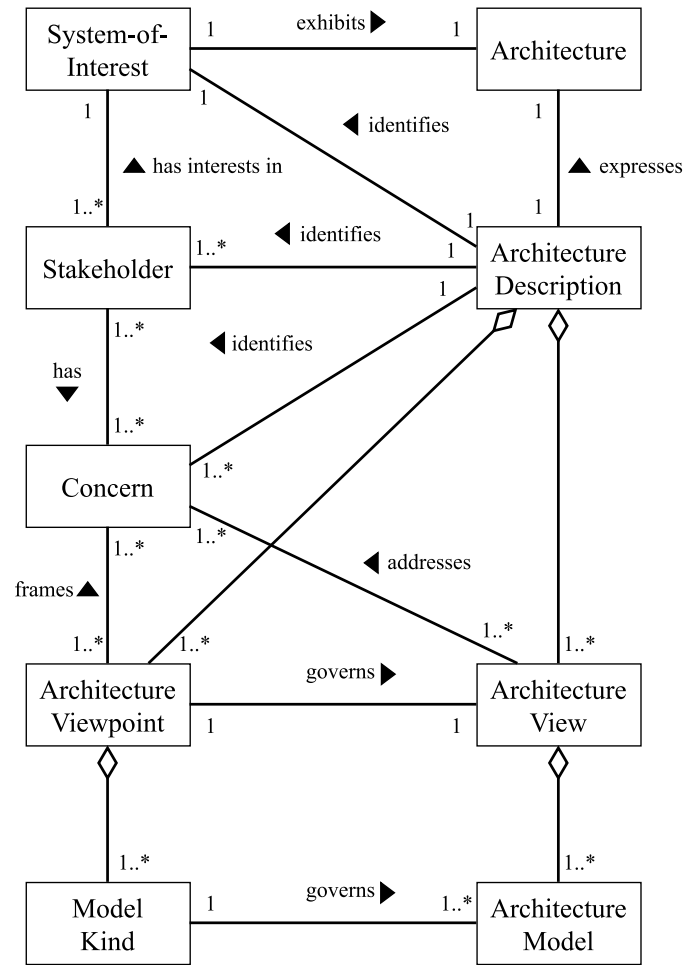 System-of-
Interest
1
exhibits
1
Architecture
1
1
identifies
1
has interests in
expresses
1..*
1
1
Stakeholder
1..*
identifies
1
Architecture
Description
1..*
1
identifies
has
1..*
1..*
Concern
1..*
1..*
addresses
frames
1..*
1..*
1..*
1..*
Architecture
Viewpoint
governs
1
1
Architecture
View
1..*
1..*
Model
Kind
1
governs
1..*
Architecture
Model